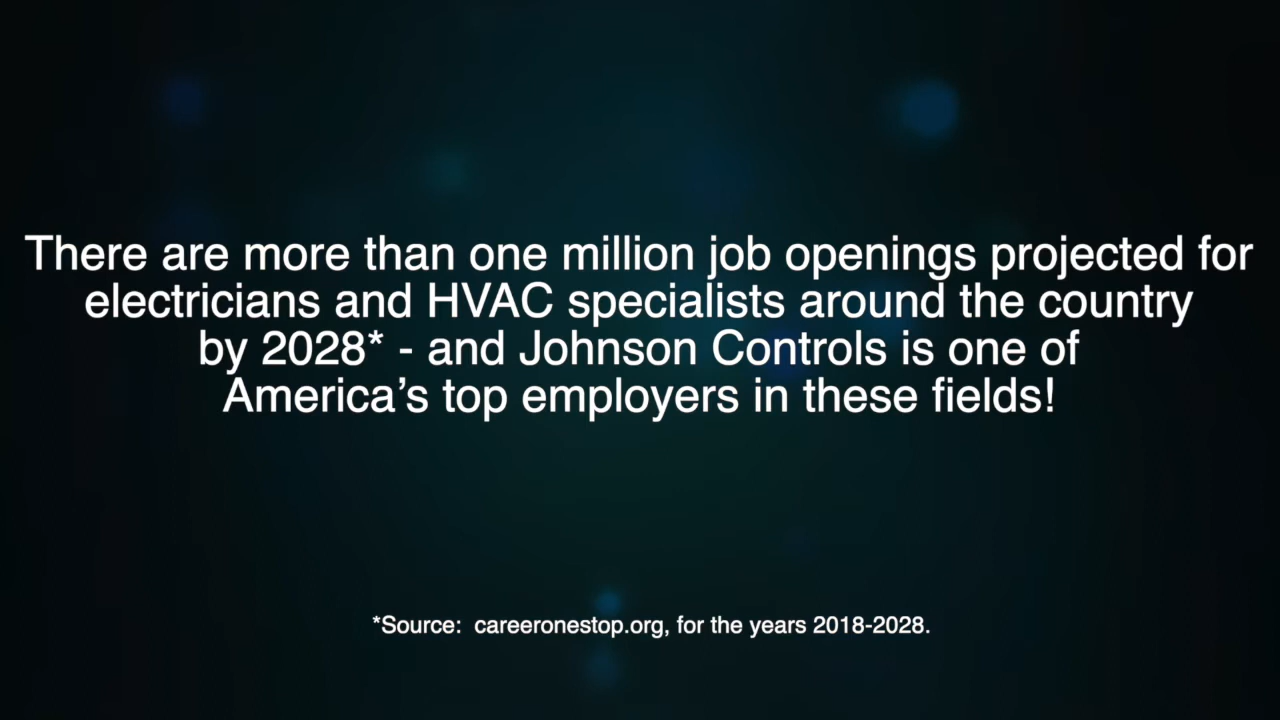 There are more than one million job openings projected for
electricians and HVAC specialists around the country
by 2028* - and Johnson Controls is one of
America’s top employers in these fields!
*Source:  careeronestop.org, for the years 2018-2028.